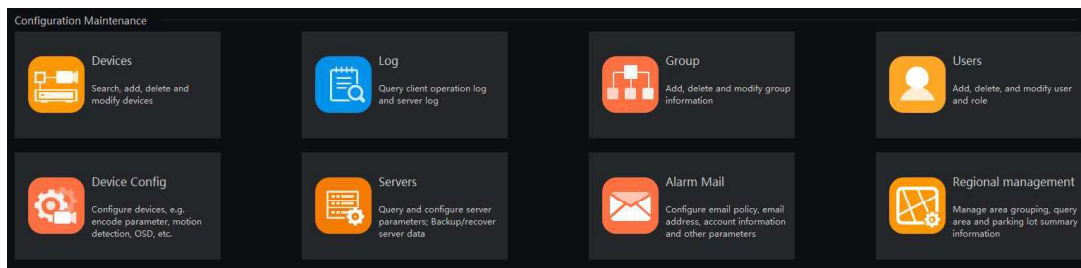 Configuration Maintenance
Devices
Search, add, delete and
modify devices
Log
Query client operation log
and server log
Group
Add, delete and modify group
information
Users
Add, delete, and modify user
and role
Device Config
Configure devices, e.g.
encode parameter, motion
detection, OSD, etc.
Servers
Query and configure server
parameters; Backup/recover
server data
Alarm Mail
Configure email policy, email
address, account information
and other parameters
Regional management
Manage area grouping, query
area and parking lot summary
information